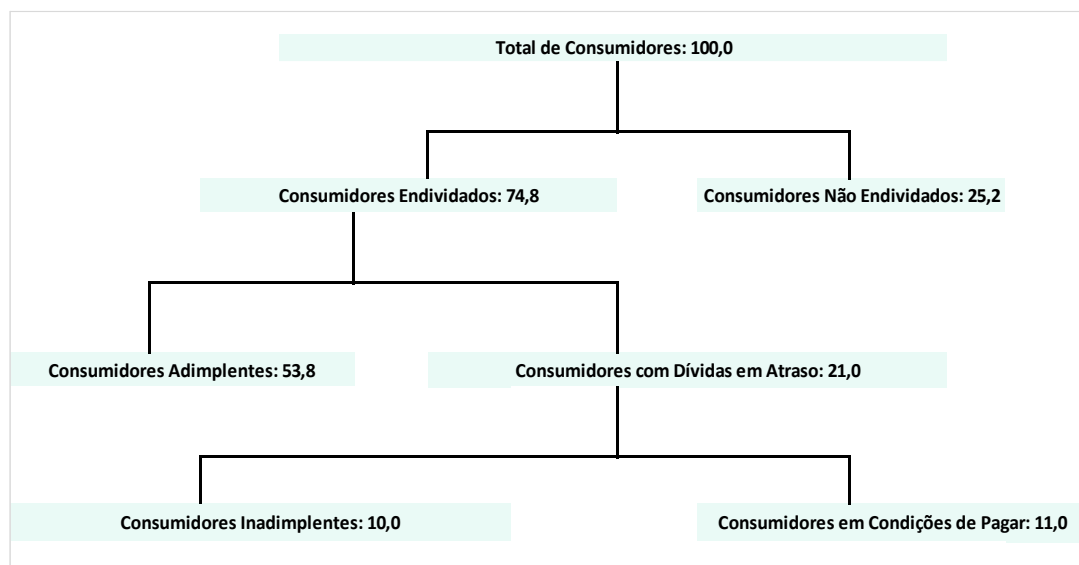 Total de Consumidores: 100,0
Consumidores Endividados: 74,8
Consumidores Não Endividados: 25,2
Consumidores Adimplentes: 53,8
Consumidores com Dívidas em Atraso: 21,0
Consumidores Inadimplentes: 10,0
Consumidores em Condições de Pagar: 11,0